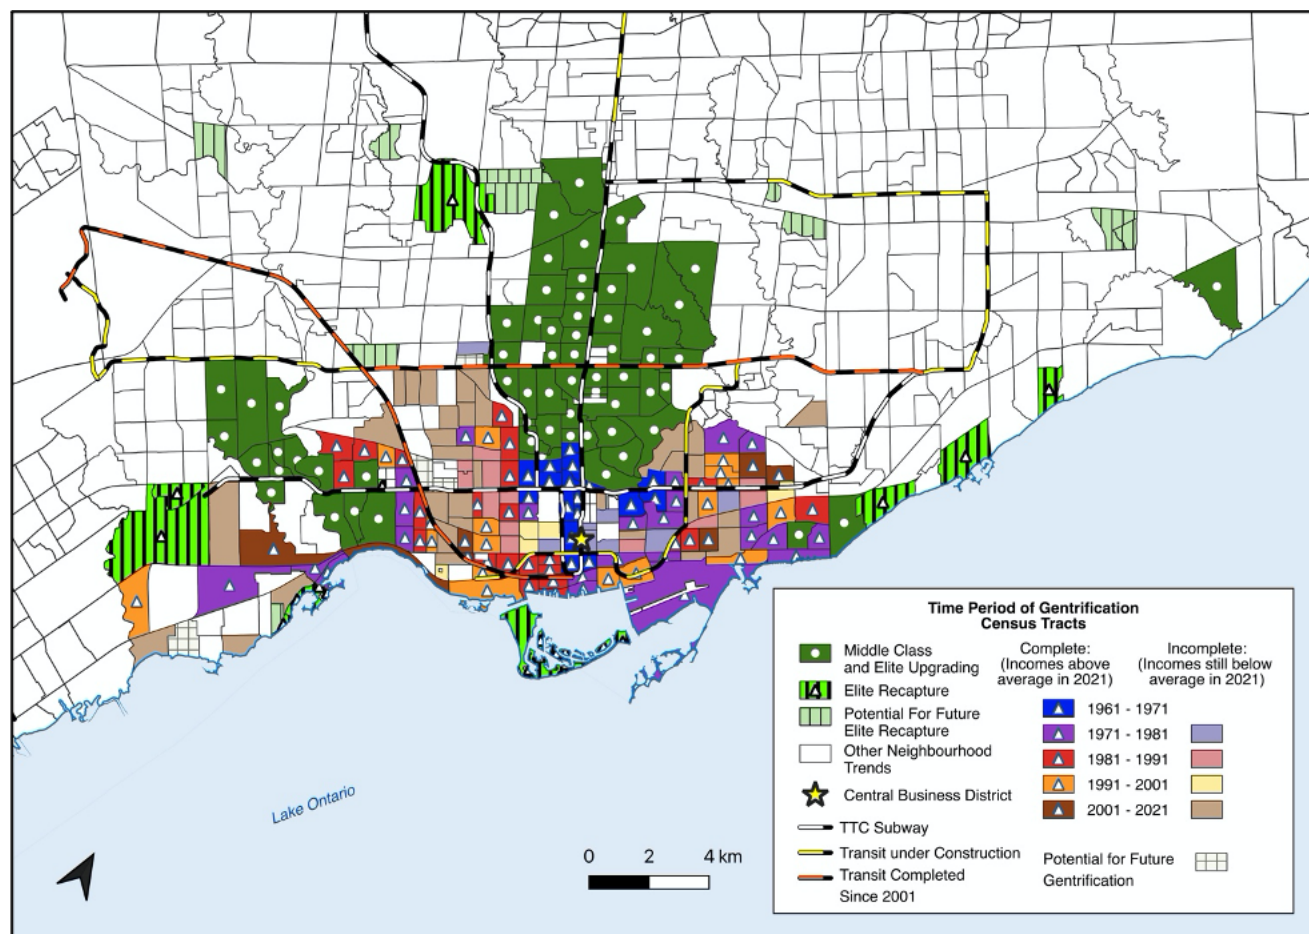 Time Period of Gentrification
Census Tracts
Middle Class
and Elite Upgrading
Elite Recapture
Potential For Future
Elite Recapture
Other Neighbourhood
Trends
Central Business District
TTC Subway
Transit under Construction
Transit Completed
Since 2001
Complete:
(Incomes above
average in 2021)
Incomplete:
(Incomes still below
average in 2021)
1961 - 1971
1971 - 1981
1981 - 1991
1991 - 2001
2001 - 2021
Potential for Future
Gentrification
Lake Ontario
0 2 4 km